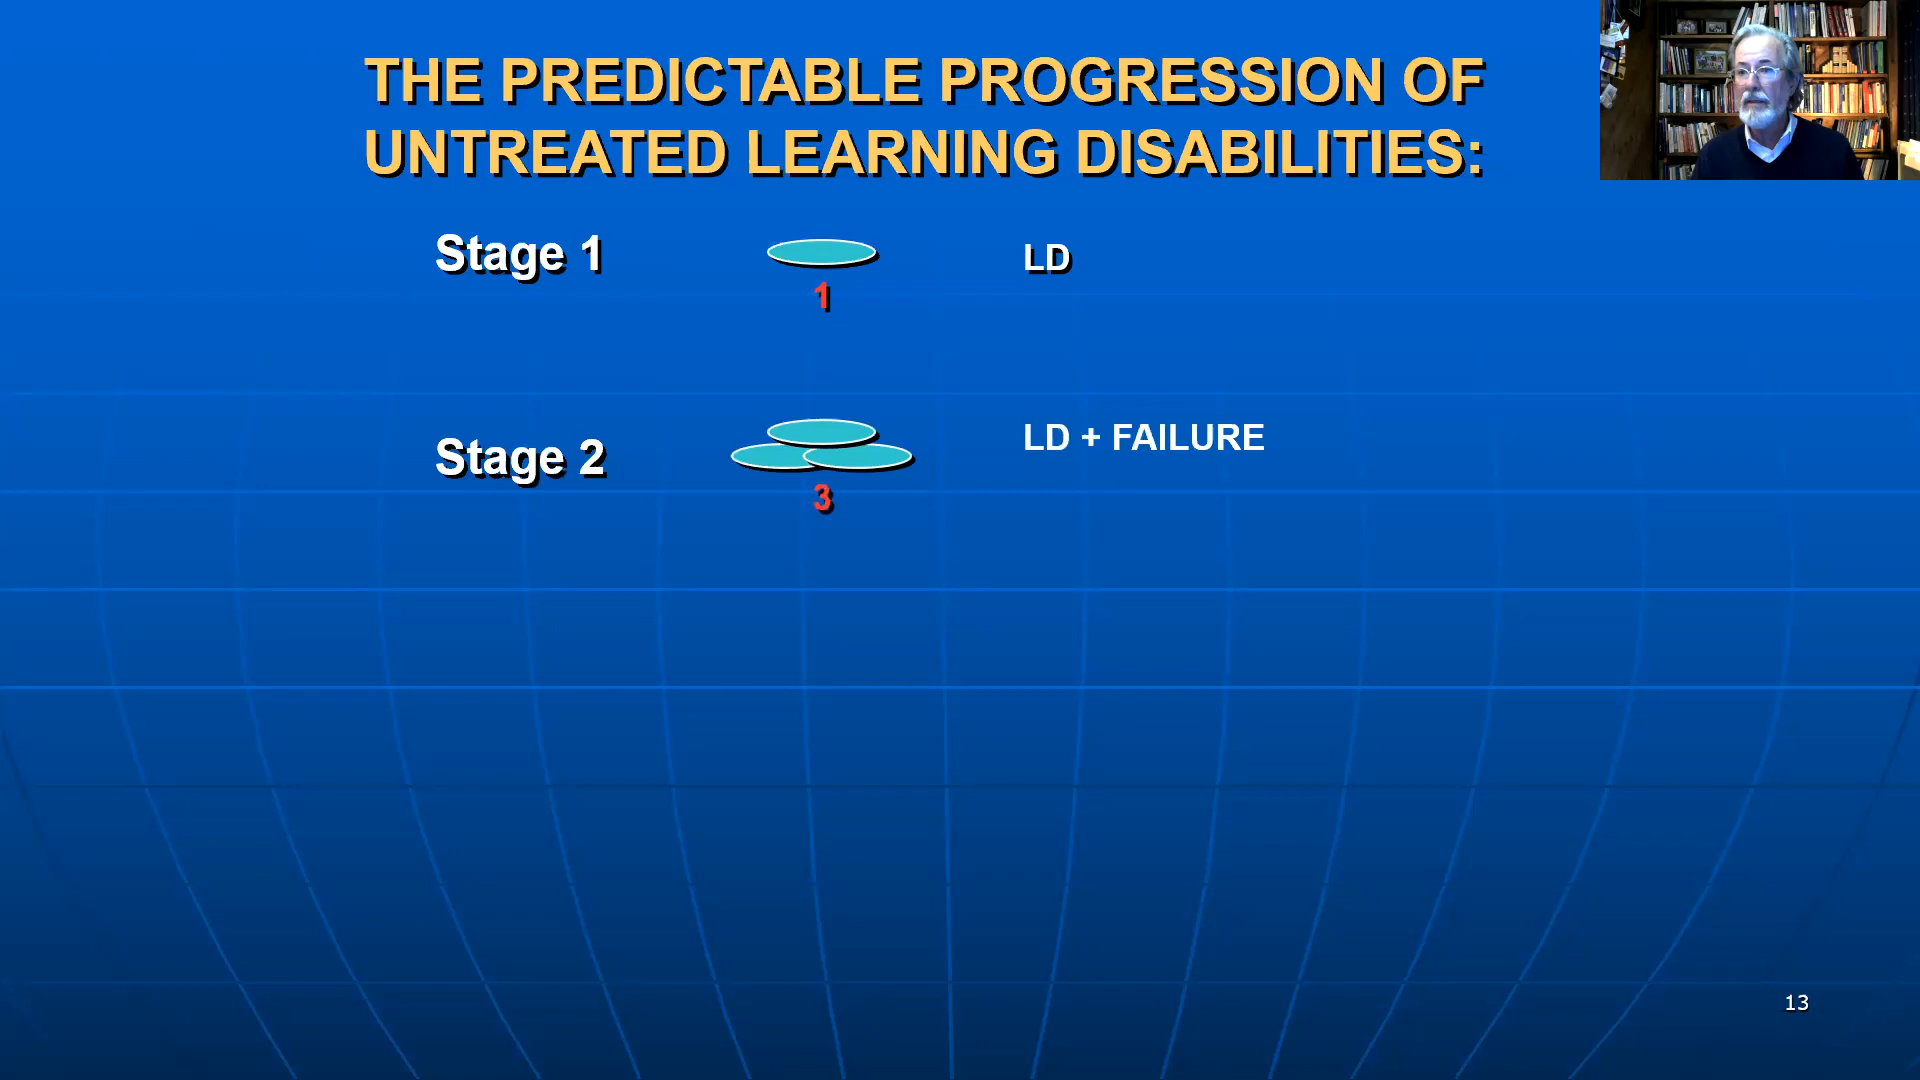 THE PREDICTABLE PROGRESSION OF
UNTREATED LEARNING DISABILITIES:
Stage 1
LD
1
Stage 2
LD + FAILURE
3
13